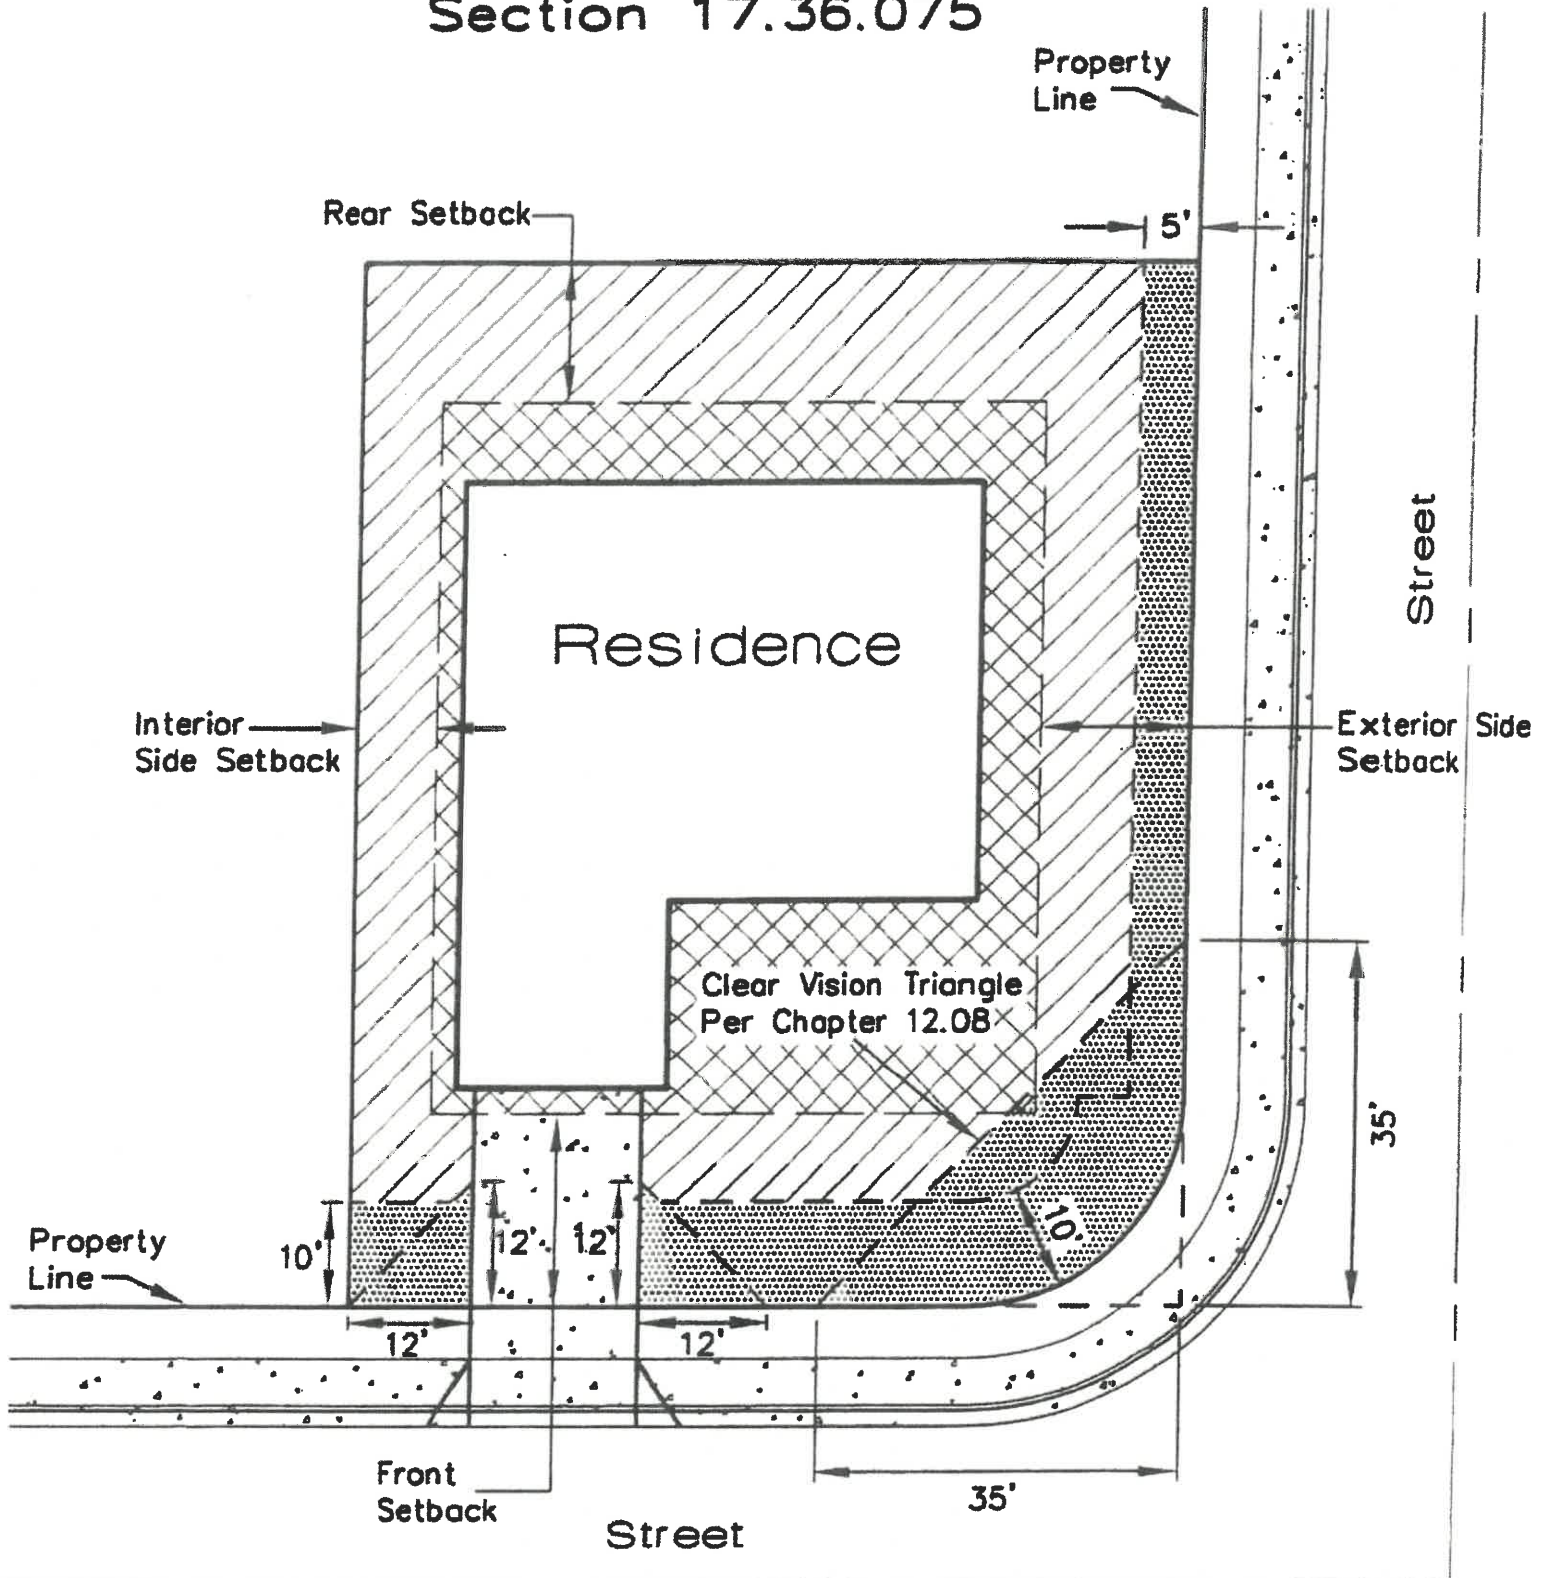 Section 17.36.075
Property
Line
Rear Setback
5'
Street
Residence
Interior
Side Setback
Exterior Side
Setback
Clear Vision Triangle
Per Chapter 12.08
35'
10'
12'
12'
10'
Property
Line
12'
12'
35'
Front
Setback
Street